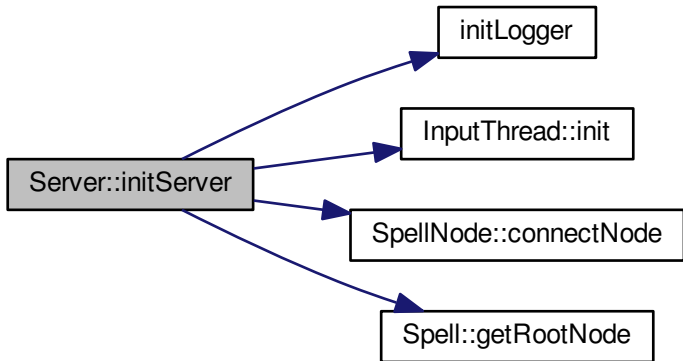 initLogger
InputThread::init
Server::initServer
SpellNode::connectNode
Spell::getRootNode